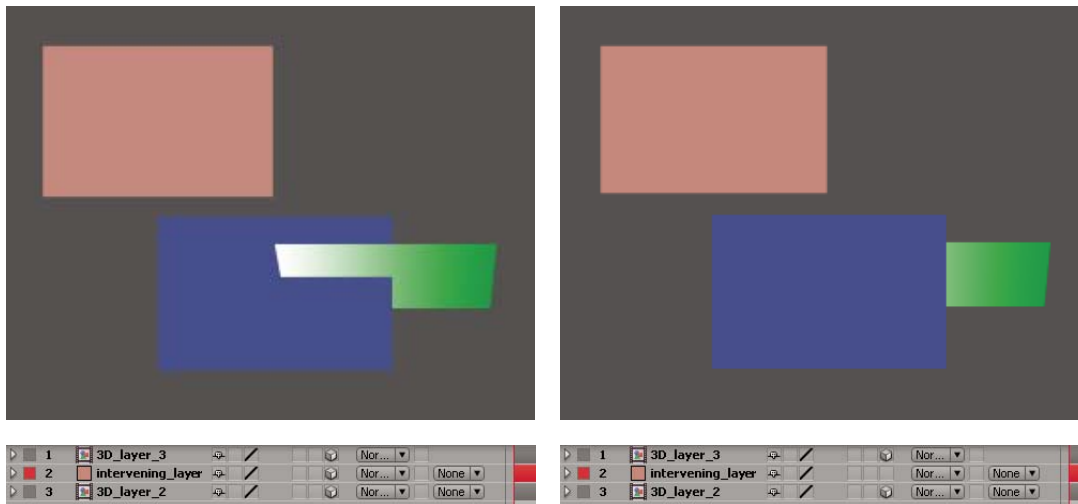 1 3D_layer_3 Nor...
2 intervening_layer Nor... None
3 3D_layer_2 Nor... None
1 3D_layer_3 Nor...
2 intervening_layer Nor... None
3 3D_layer_2 Nor... None